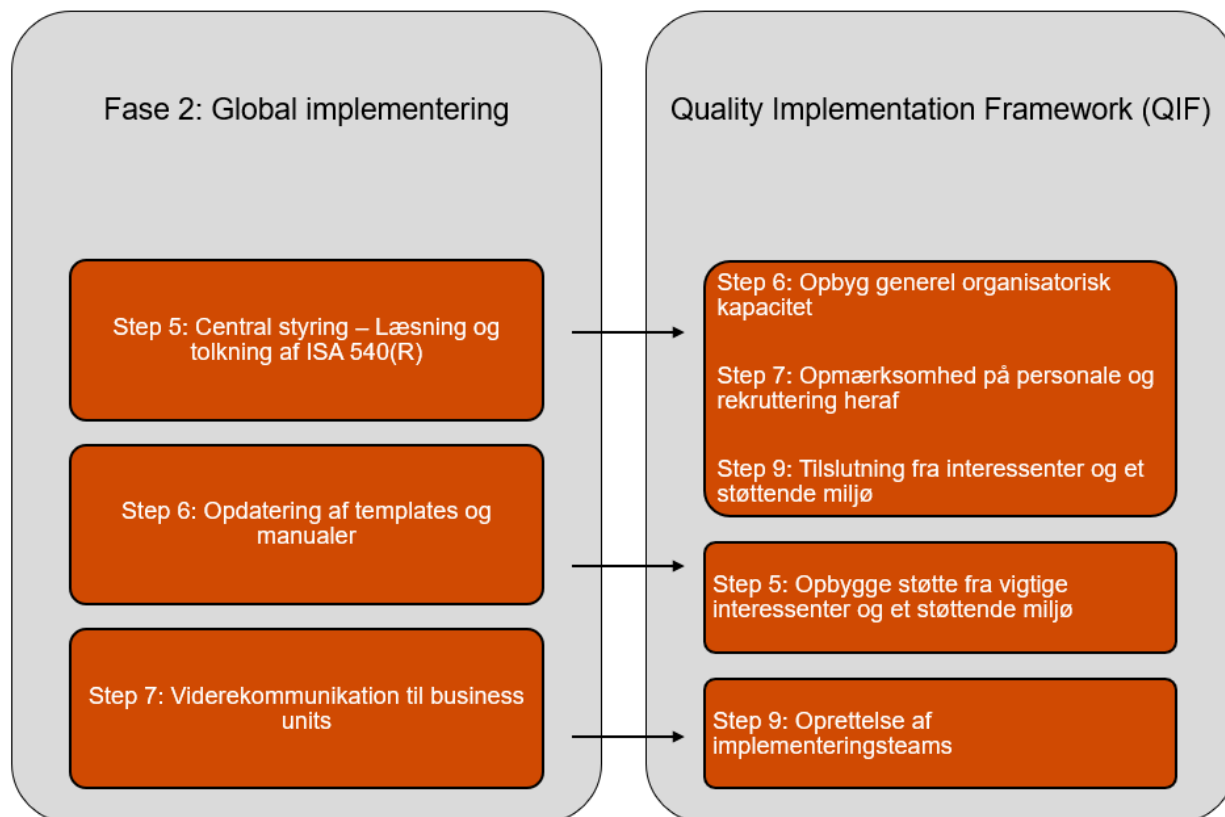 Fase 2: Global implementering
Step 5: Central styring – Læsning og
tolkning af ISA 540(R)
Step 6: Opdatering af templates og
manualer
Step 7: Viderekommunikation til business
units
Quality Implementation Framework (QIF)
Step 6: Opbyg generel organisatorisk
kapacitet
Step 7: Opmærksomhed på personale og
rekruttering heraf
Step 9: Tilslutning fra interessenter og et
støttende miljø
Step 5: Opbygge støtte fra vigtige
interessenter og et støttende miljø
Step 9: Oprettelse af
implementeringsteams